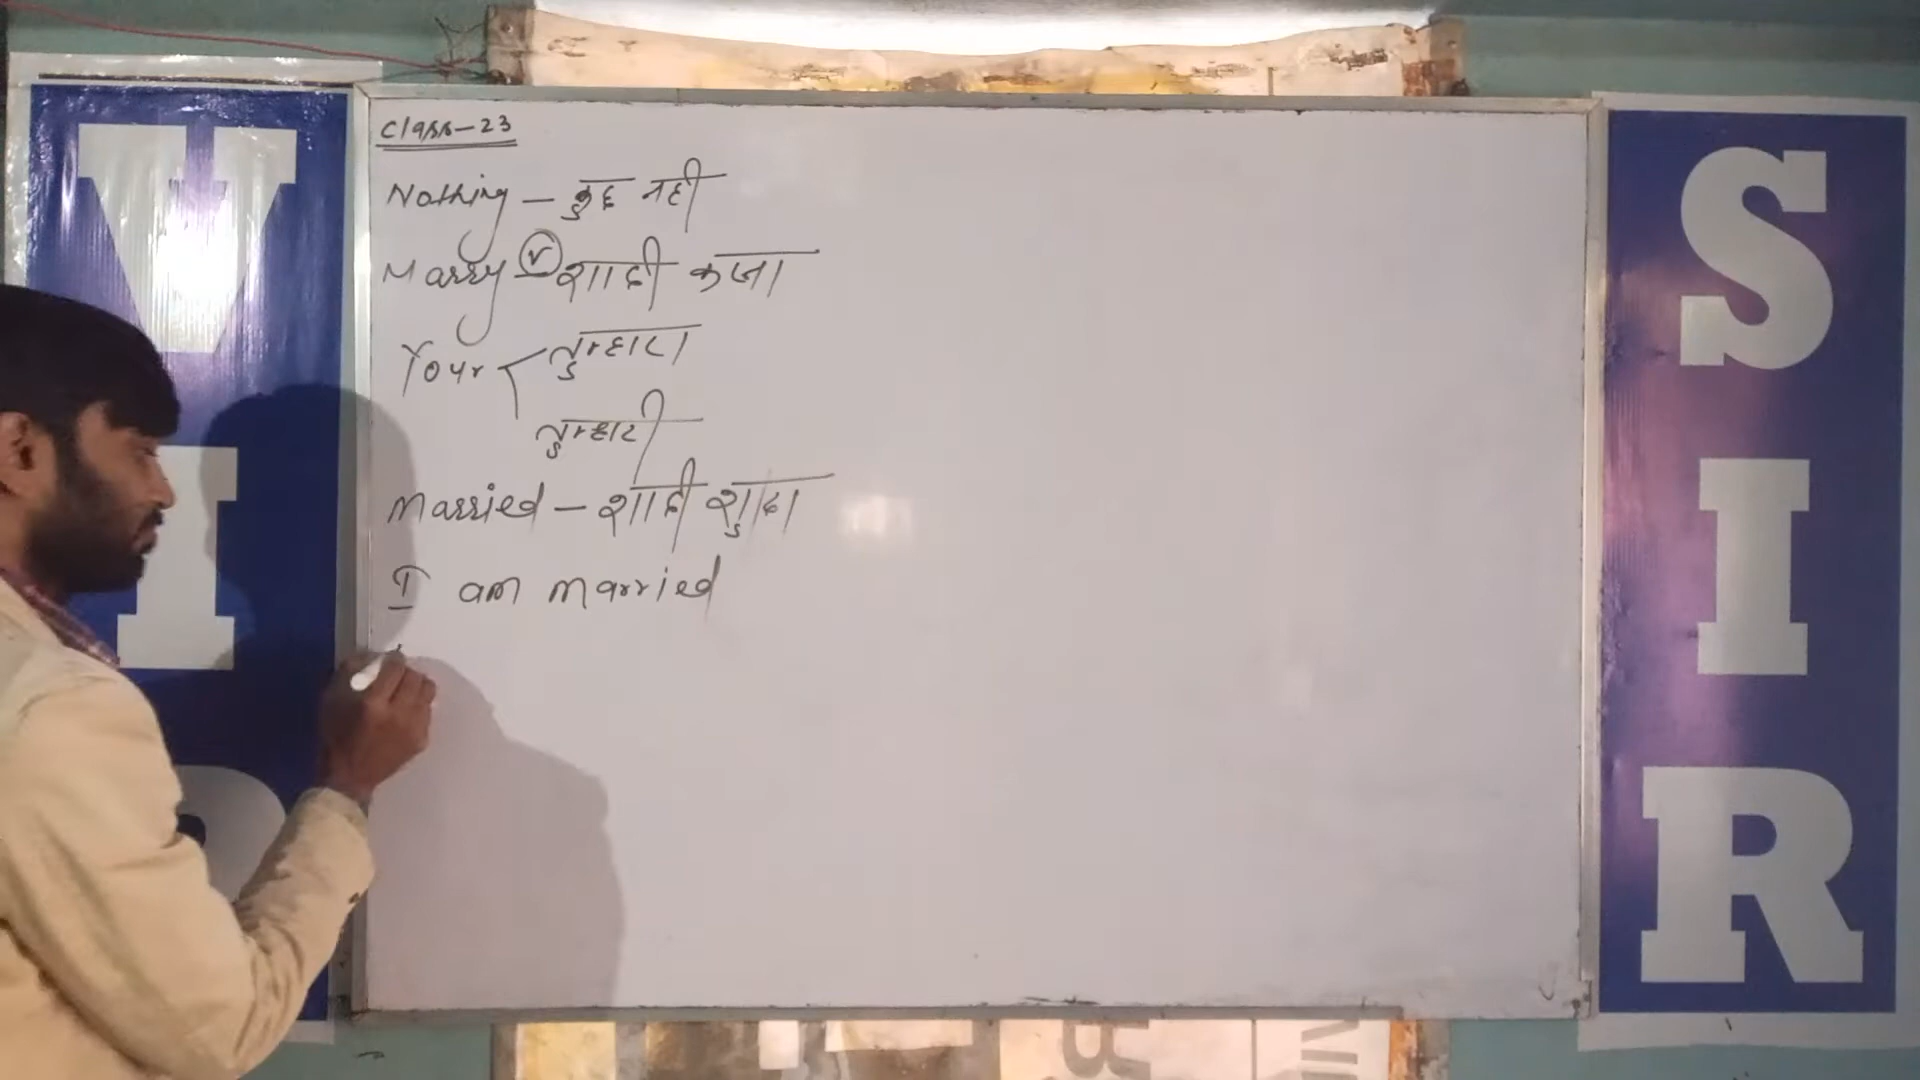 Class-23
Nothing – कुछ नही
Marry (v) शादी करना
Your तुम्हारा
तुम्हारी
Married – शादी शुदा
I am married
V
I
R
S
I
R